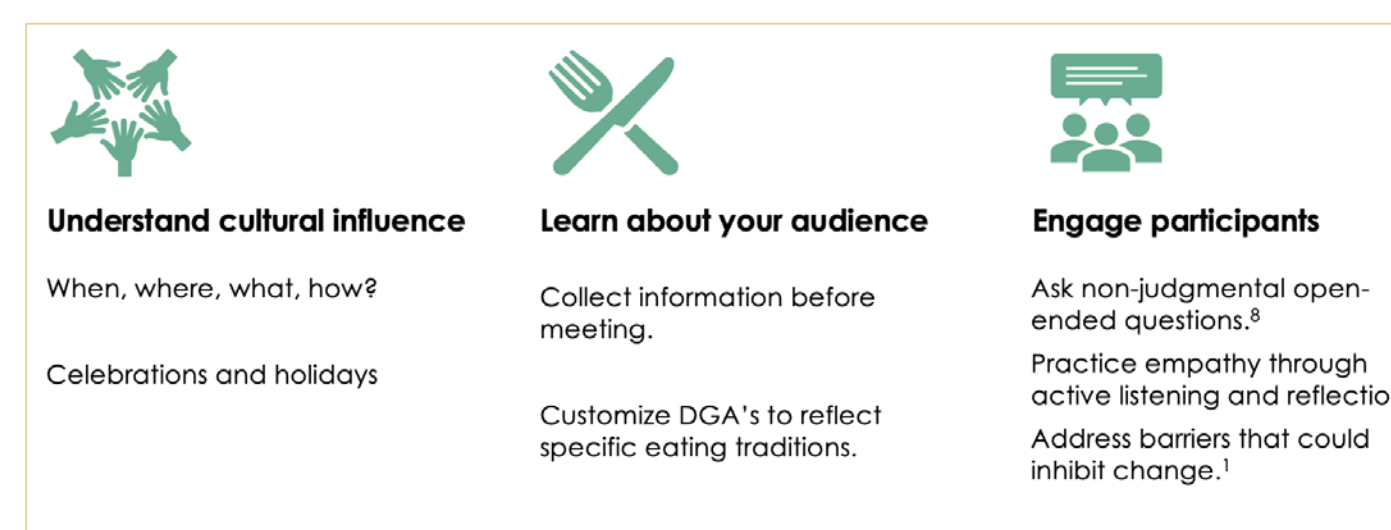 Understand cultural influence
When, where, what, how?
Celebrations and holidays
Learn about your audience
Collect information before
meeting.
Customize DGA's to reflect
specific eating traditions.
Engage participants
Ask non-judgmental open-
ended questions.⁸
Practice empathy through
active listening and reflectio
Address barriers that could
inhibit change.¹